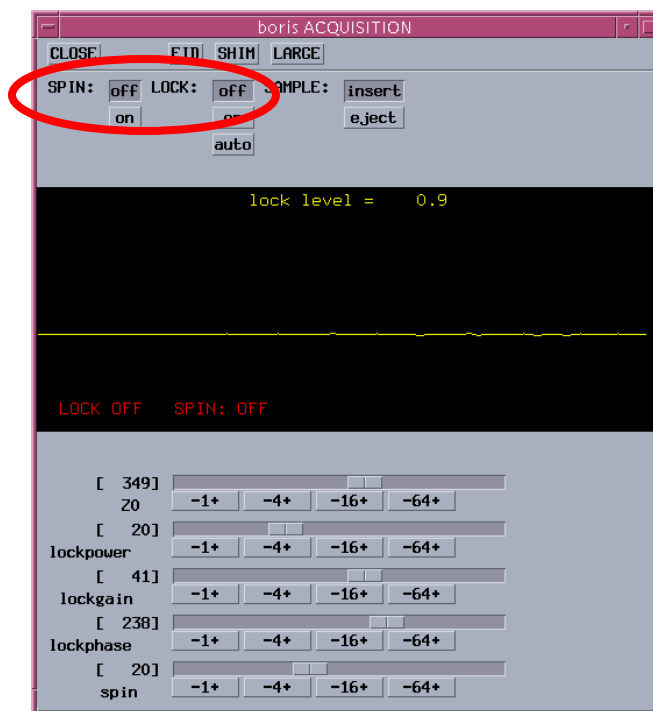 boris ACQUISITION
CLOSE FID SHIM LARGE
SPIN: off LOCK: off SAMPLE: insert
on on eject
auto
lock level = 0.9
LOCK OFF SPIN: OFF
[ 349]
Z0 -1+ -4+ -16+ -64+
[ 20]
lockpower -1+ -4+ -16+ -64+
[ 41]
lockgain -1+ -4+ -16+ -64+
[ 238]
lockphase -1+ -4+ -16+ -64+
[ 20]
spin -1+ -4+ -16+ -64+